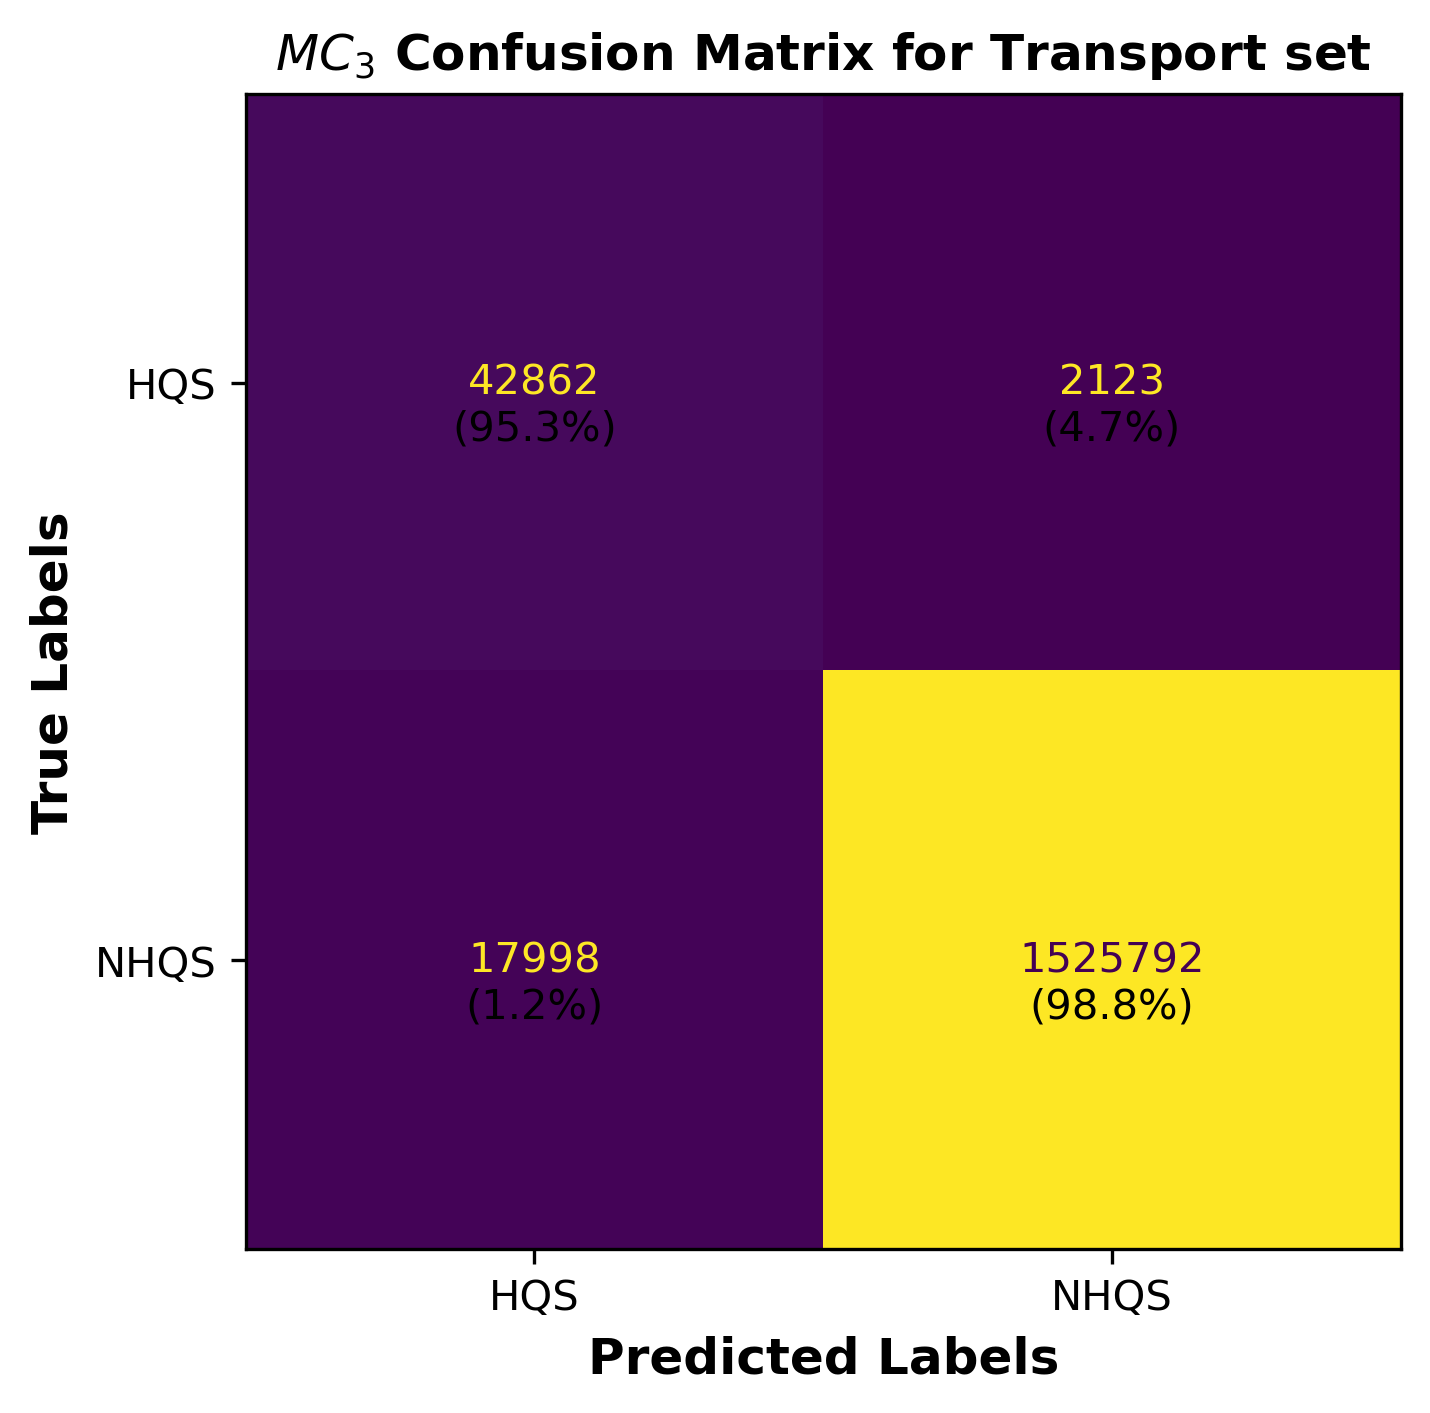 MC₃ Confusion Matrix for Transport set
True Labels
HQS
42862
(95.3%)
2123
(4.7%)
NHQS
17998
(1.2%)
1525792
(98.8%)
HQS
NHQS
Predicted Labels